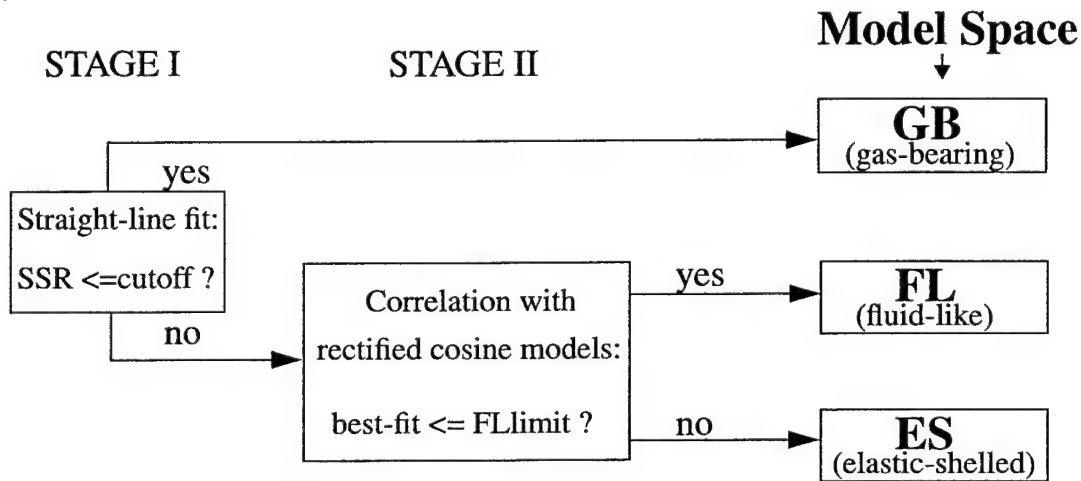 Model Space
STAGE I
STAGE II
GB
(gas-bearing)
yes
Straight-line fit:
SSR <=cutoff ?
no
Correlation with
rectified cosine models:
best-fit <= FLlimit ?
yes
FL
(fluid-like)
no
ES
(elastic-shelled)